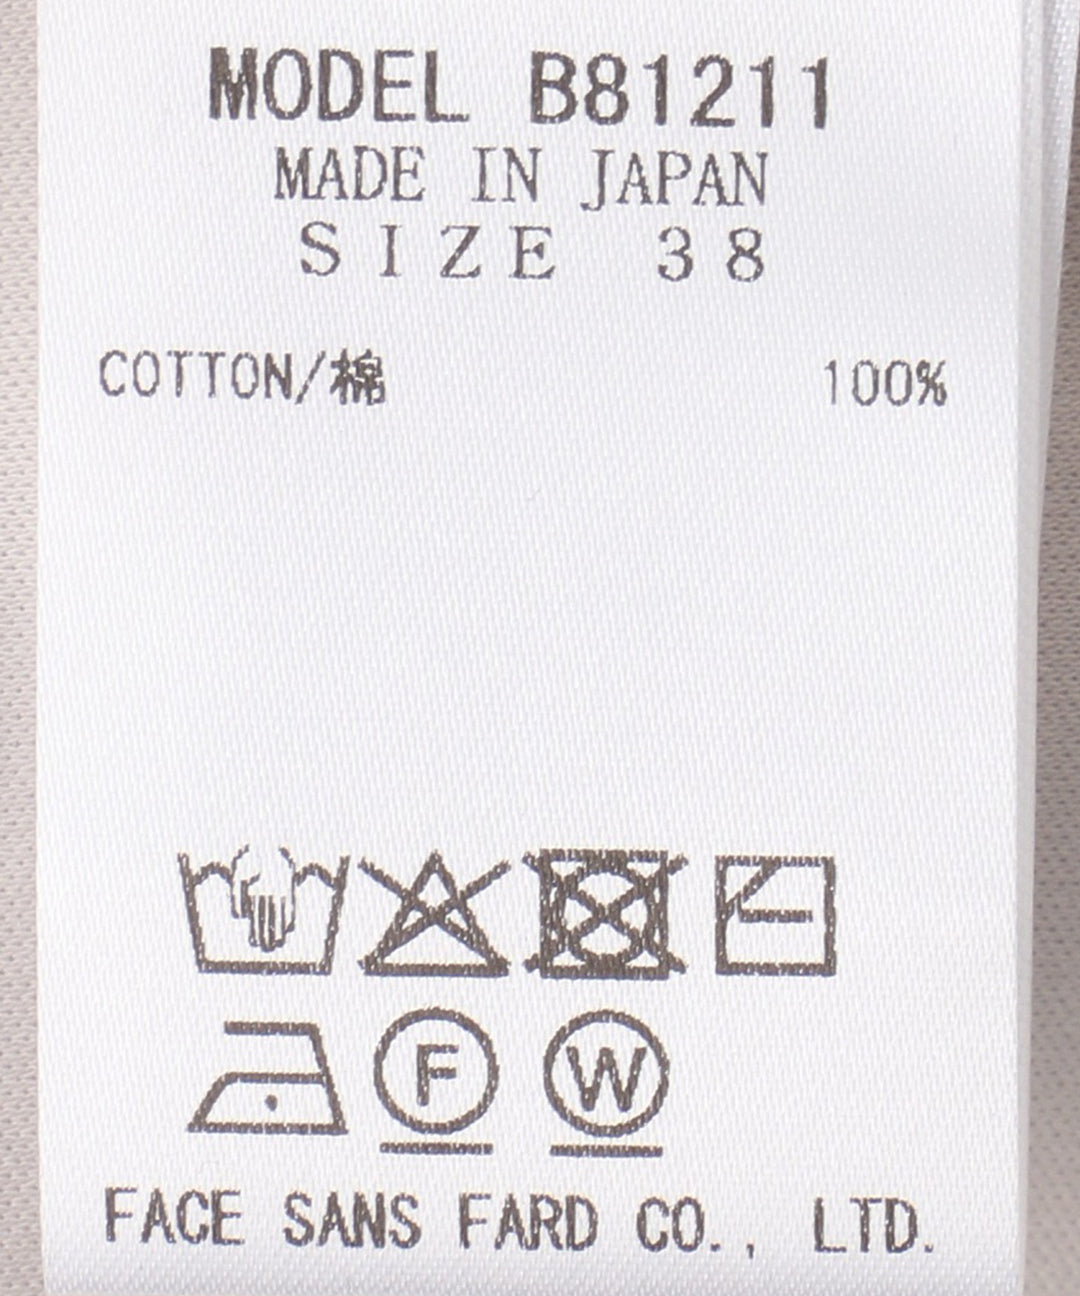 MODEL B81211
MADE IN JAPAN
SIZE 38
COTTON/棉 100%
F W
FACE SANS FARD CO., LTD.